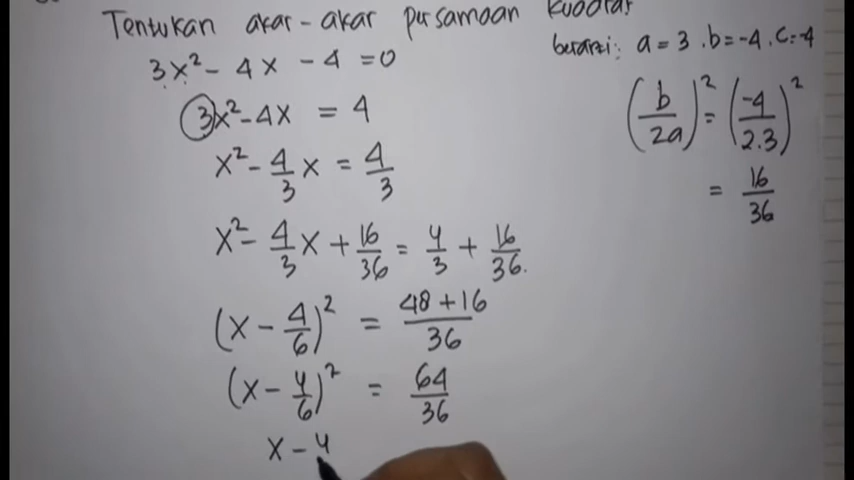 Tentukan akar-akar persamaan kuadrat
berarti: a = 3 . b = -4 . c = -4
3x² - 4x - 4 = 0
3x² - 4x = 4
x² - 4/3 x = 4/3
x² - 4/3 x + 16/36 = 4/3 + 16/36.
(x - 4/6)² = (48 + 16)/36
(x - 4/6)² = 64/36
x - 4
(b/2a)² = (-4/2.3)²
= 16/36